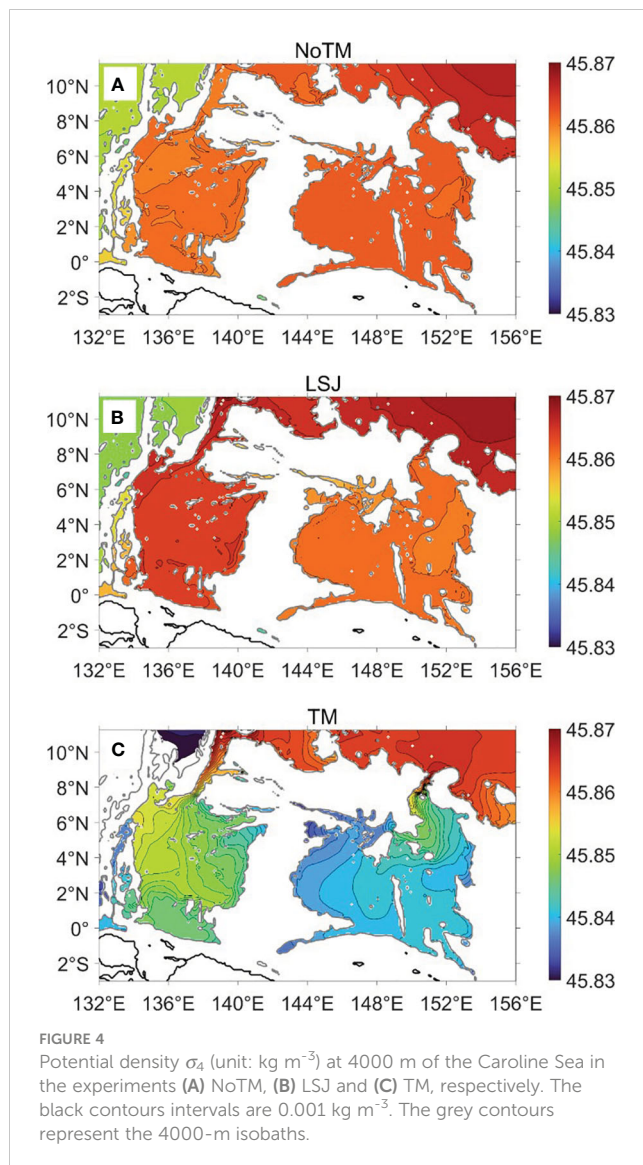 NoTM
A
10°N
8°N
6°N
4°N
2°N
0°
2°S
132°E 136°E 140°E 144°E 148°E 152°E 156°E
45.87
45.86
45.85
45.84
45.83
LSJ
B
10°N
8°N
6°N
4°N
2°N
0°
2°S
132°E 136°E 140°E 144°E 148°E 152°E 156°E
45.87
45.86
45.85
45.84
45.83
TM
C
10°N
8°N
6°N
4°N
2°N
0°
2°S
132°E 136°E 140°E 144°E 148°E 152°E 156°E
45.87
45.86
45.85
45.84
45.83
FIGURE 4
Potential density σ₄ (unit: kg m⁻³) at 4000 m of the Caroline Sea in
the experiments (A) NoTM, (B) LSJ and (C) TM, respectively. The
black contours intervals are 0.001 kg m⁻³. The grey contours
represent the 4000-m isobaths.